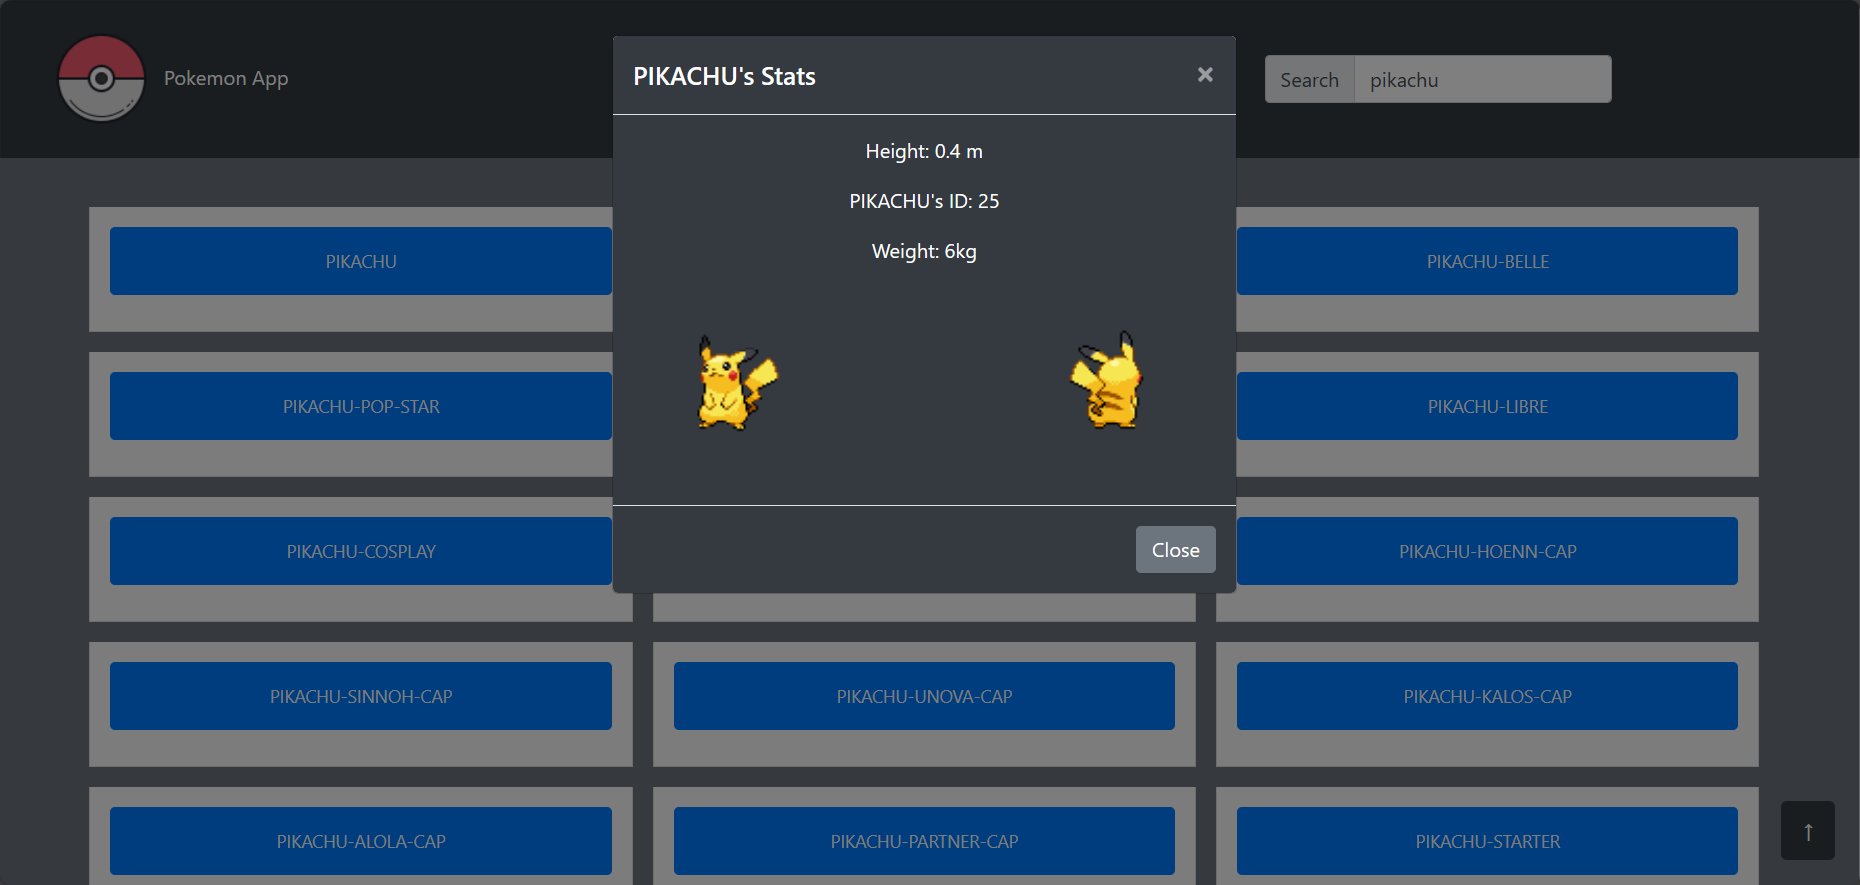 Pokemon App
Search pikachu
PIKACHU's Stats ×
Height: 0.4 m
PIKACHU's ID: 25
Weight: 6kg
Close
PIKACHU PIKACHU-BELLE
PIKACHU-POP-STAR PIKACHU-LIBRE
PIKACHU-COSPLAY PIKACHU-HOENN-CAP
PIKACHU-SINNOH-CAP PIKACHU-UNOVA-CAP PIKACHU-KALOS-CAP
PIKACHU-ALOLA-CAP PIKACHU-PARTNER-CAP PIKACHU-STARTER
↑